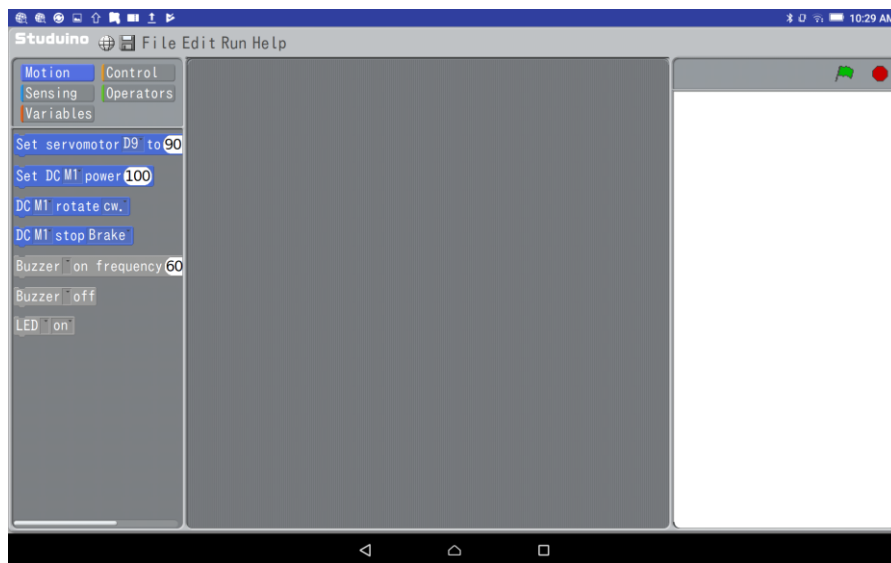 10:29 AM
Studuino File Edit Run Help
Motion Control
Sensing Operators
Variables
Set servomotor D9 to 90
Set DC M1 power 100
DC M1 rotate cw.
DC M1 stop Brake
Buzzer on frequency 60
Buzzer off
LED on